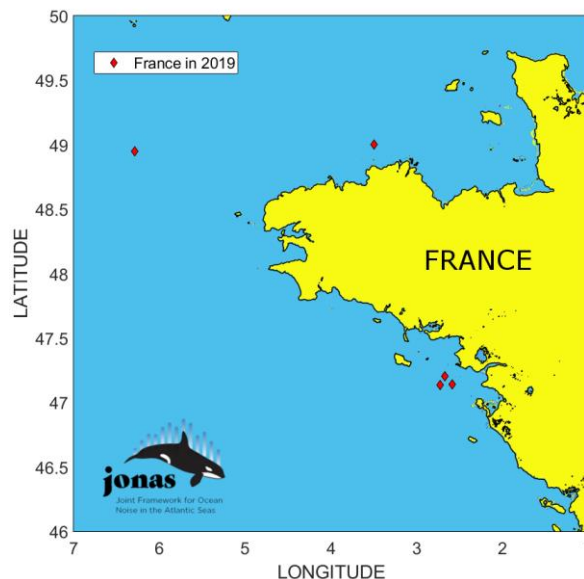 50
49.5
49
48.5
48
47.5
47
46.5
46
7
6
5
4
3
2
LATITUDE
LONGITUDE
France in 2019
FRANCE
jonas
Joint Framework for Ocean
Noise in the Atlantic Seas